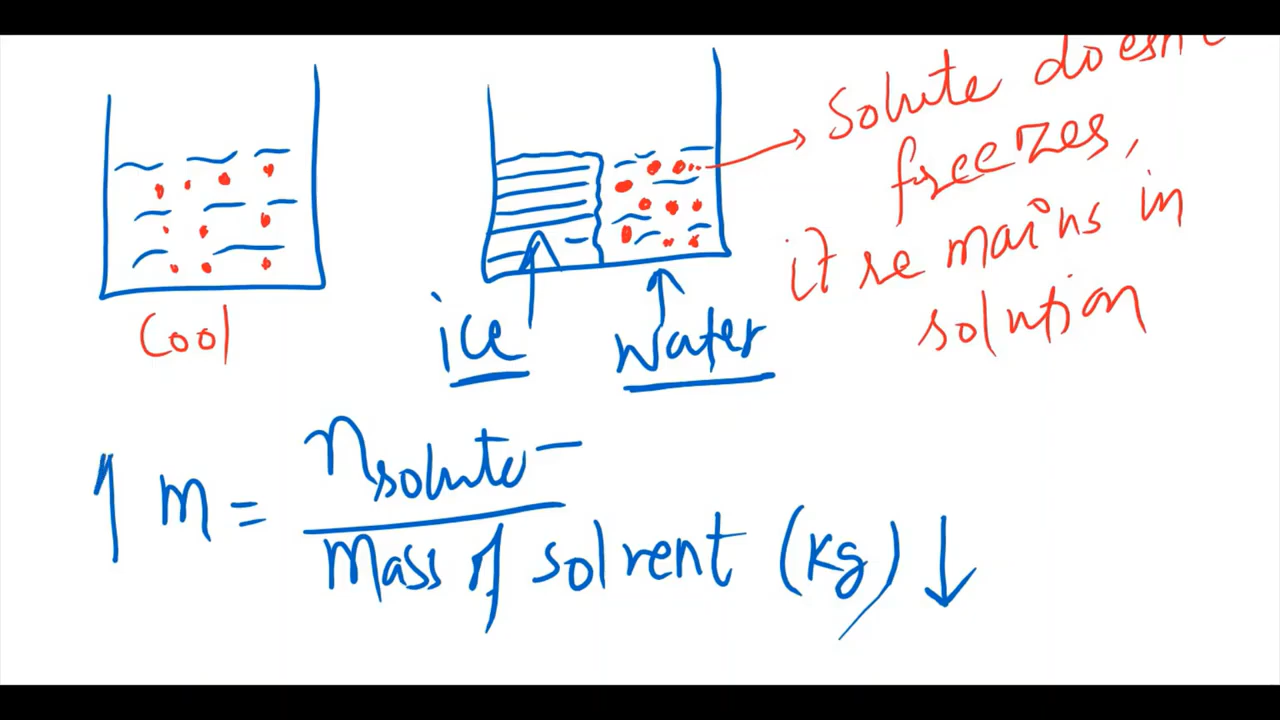 Solute doesn't
freezes,
it remains in
solution
Cool
ice
water
↑ m = n solute –
Mass of solvent (kg) ↓